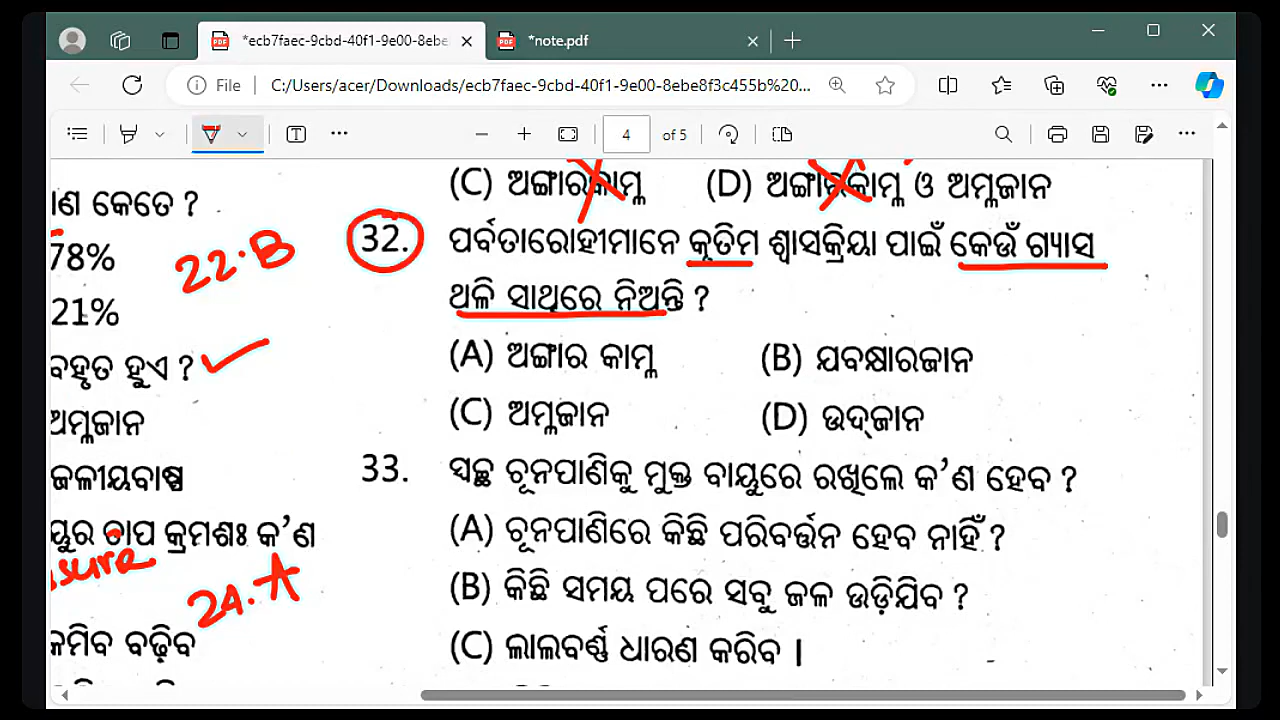 *ecb7faec-9cbd-40f1-9e00-8ebe
*note.pdf
File
C:/Users/acer/Downloads/ecb7faec-9cbd-40f1-9e00-8ebe8f3c455b%20...
4 of 5
ାଣ କେତେ ?
78%
21%
22.B
ବହୃତ ହୁଏ ?
ଅମ୍ଳଜାନ
ଜଳୀୟବାଷ୍ପ
ୟୁର ତାପ କ୍ରମଶଃ କ'ଣ
sure
24.A
କମିବ ବଢ଼ିବ
(C) ଅଙ୍ଗାରକାମ୍ଳ (D) ଅଙ୍ଗାରକାମ୍ଳ ଓ ଅମ୍ଳଜାନ
32. ପର୍ବତାରୋହୀମାନେ କୃତିମ ଶ୍ୱାସକ୍ରିୟା ପାଇଁ କେଉଁ ଗ୍ୟାସ
ଥଳି ସାଥିରେ ନିଅନ୍ତି ?
(A) ଅଙ୍ଗାର କାମ୍ଳ (B) ଯବକ୍ଷାରଜାନ
(C) ଅମ୍ଳଜାନ (D) ଉଦ୍‌ଜାନ
33. ସ୍ୱଚ୍ଛ ଚୂନପାଣିକୁ ମୁକ୍ତ ବାୟୁରେ ରଖିଲେ କ'ଣ ହେବ ?
(A) ଚୂନପାଣିରେ କିଛି ପରିବର୍ତ୍ତନ ହେବ ନାହିଁ ?
(B) କିଛି ସମୟ ପରେ ସବୁ ଜଳ ଉଡ଼ିଯିବ ?
(C) ଲାଲବର୍ଣ୍ଣ ଧାରଣ କରିବ ।